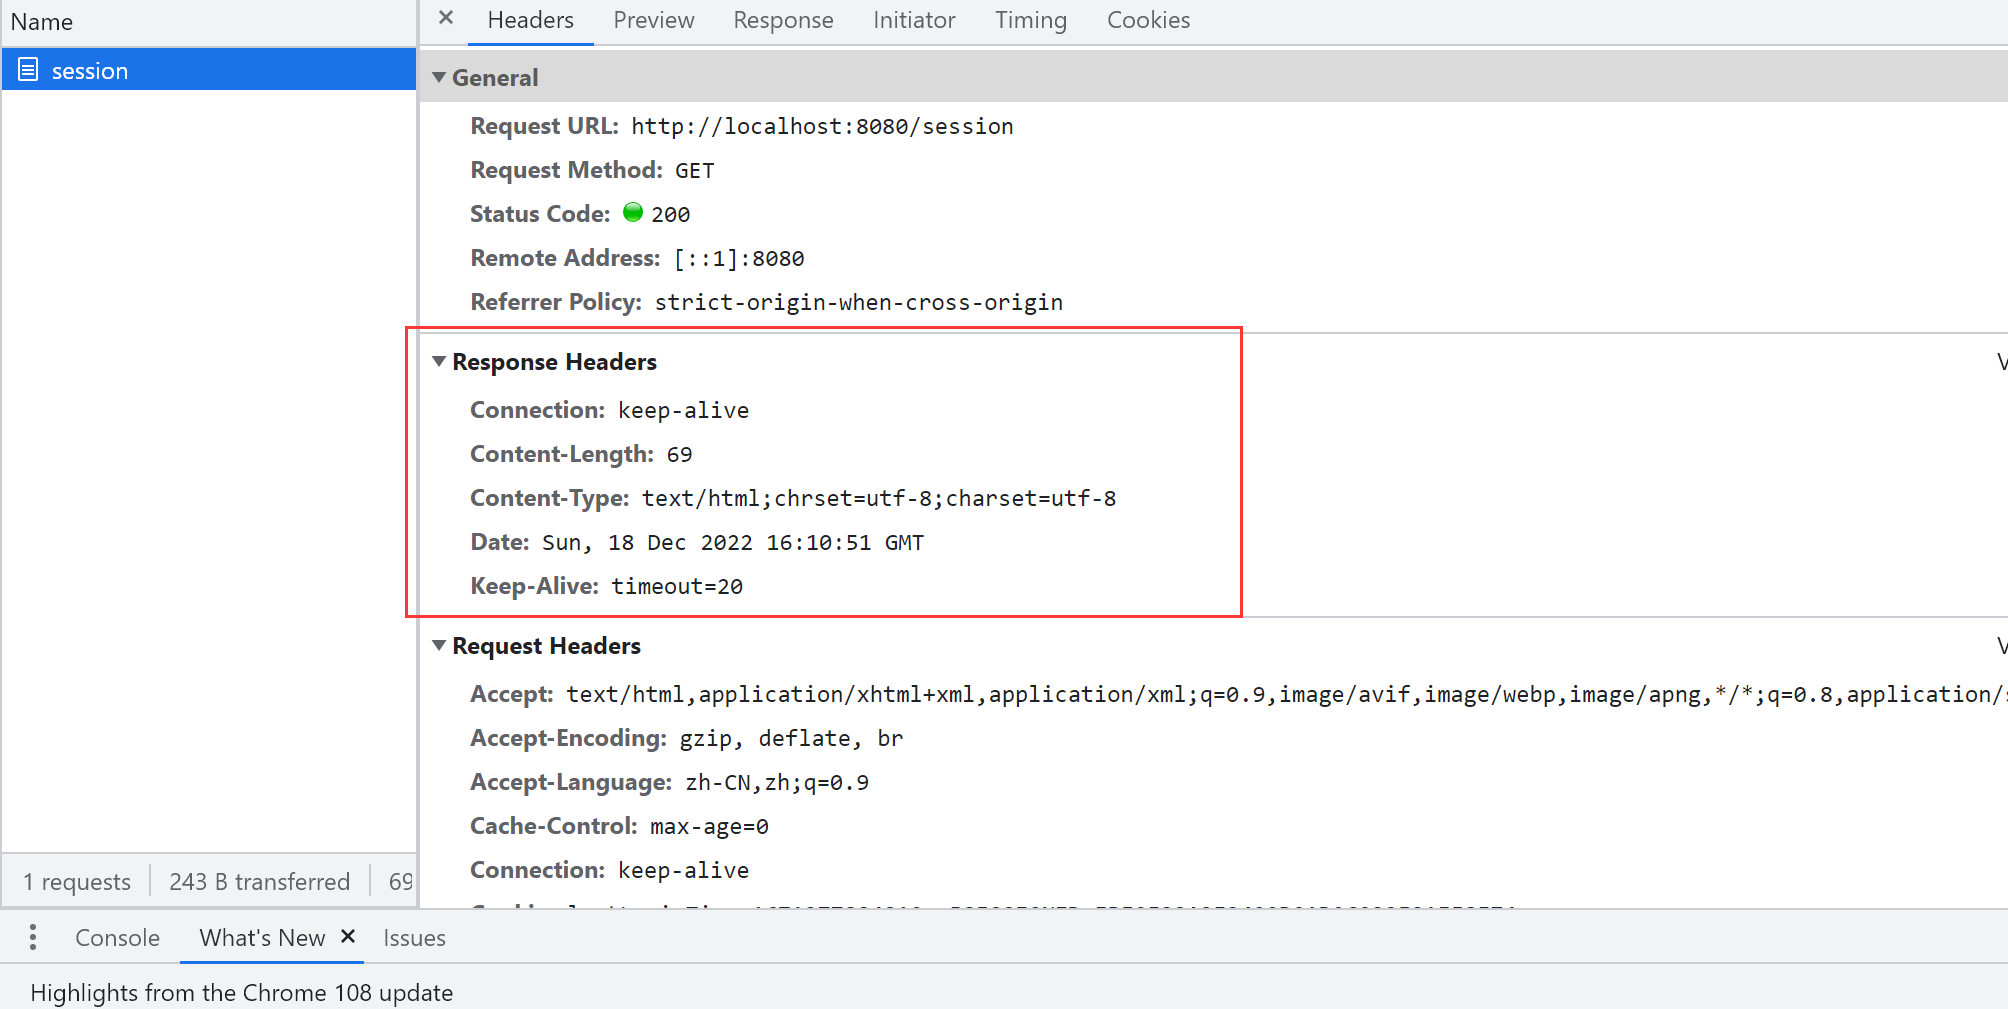 Name
session
1 requests 243 B transferred 69
× Headers Preview Response Initiator Timing Cookies
General
Request URL: http://localhost:8080/session
Request Method: GET
Status Code: 200
Remote Address: [::1]:8080
Referrer Policy: strict-origin-when-cross-origin
Response Headers
Connection: keep-alive
Content-Length: 69
Content-Type: text/html;chrset=utf-8;charset=utf-8
Date: Sun, 18 Dec 2022 16:10:51 GMT
Keep-Alive: timeout=20
Request Headers
Accept: text/html,application/xhtml+xml,application/xml;q=0.9,image/avif,image/webp,image/apng,*/*;q=0.8,application/
Accept-Encoding: gzip, deflate, br
Accept-Language: zh-CN,zh;q=0.9
Cache-Control: max-age=0
Connection: keep-alive
Console What's New × Issues
Highlights from the Chrome 108 update